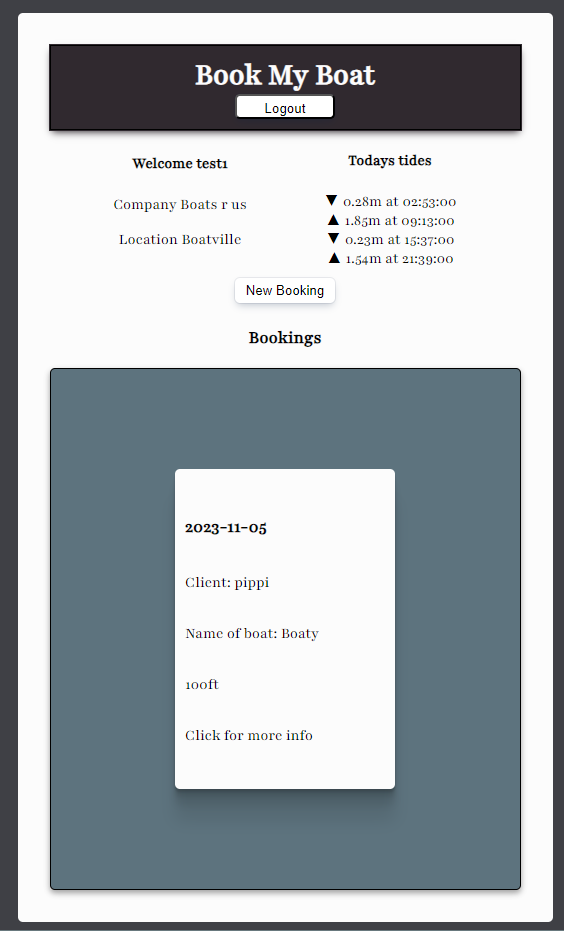 Book My Boat
Logout
Welcome test1
Company Boats r us
Location Boatville
Todays tides
▼ 0.28m at 02:53:00
▲ 1.85m at 09:13:00
▼ 0.23m at 15:37:00
▲ 1.54m at 21:39:00
New Booking
Bookings
2023-11-05
Client: pippi
Name of boat: Boaty
100ft
Click for more info